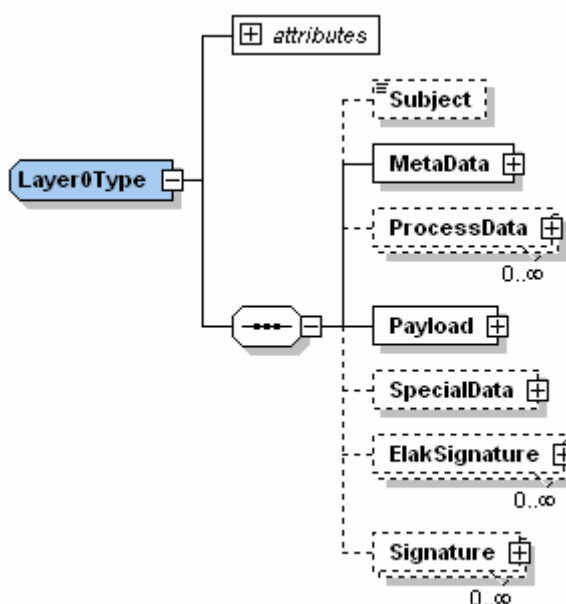 attributes
Subject
Layer0Type
MetaData
ProcessData
0..∞
Payload
SpecialData
ElakSignature
0..∞
Signature
0..∞